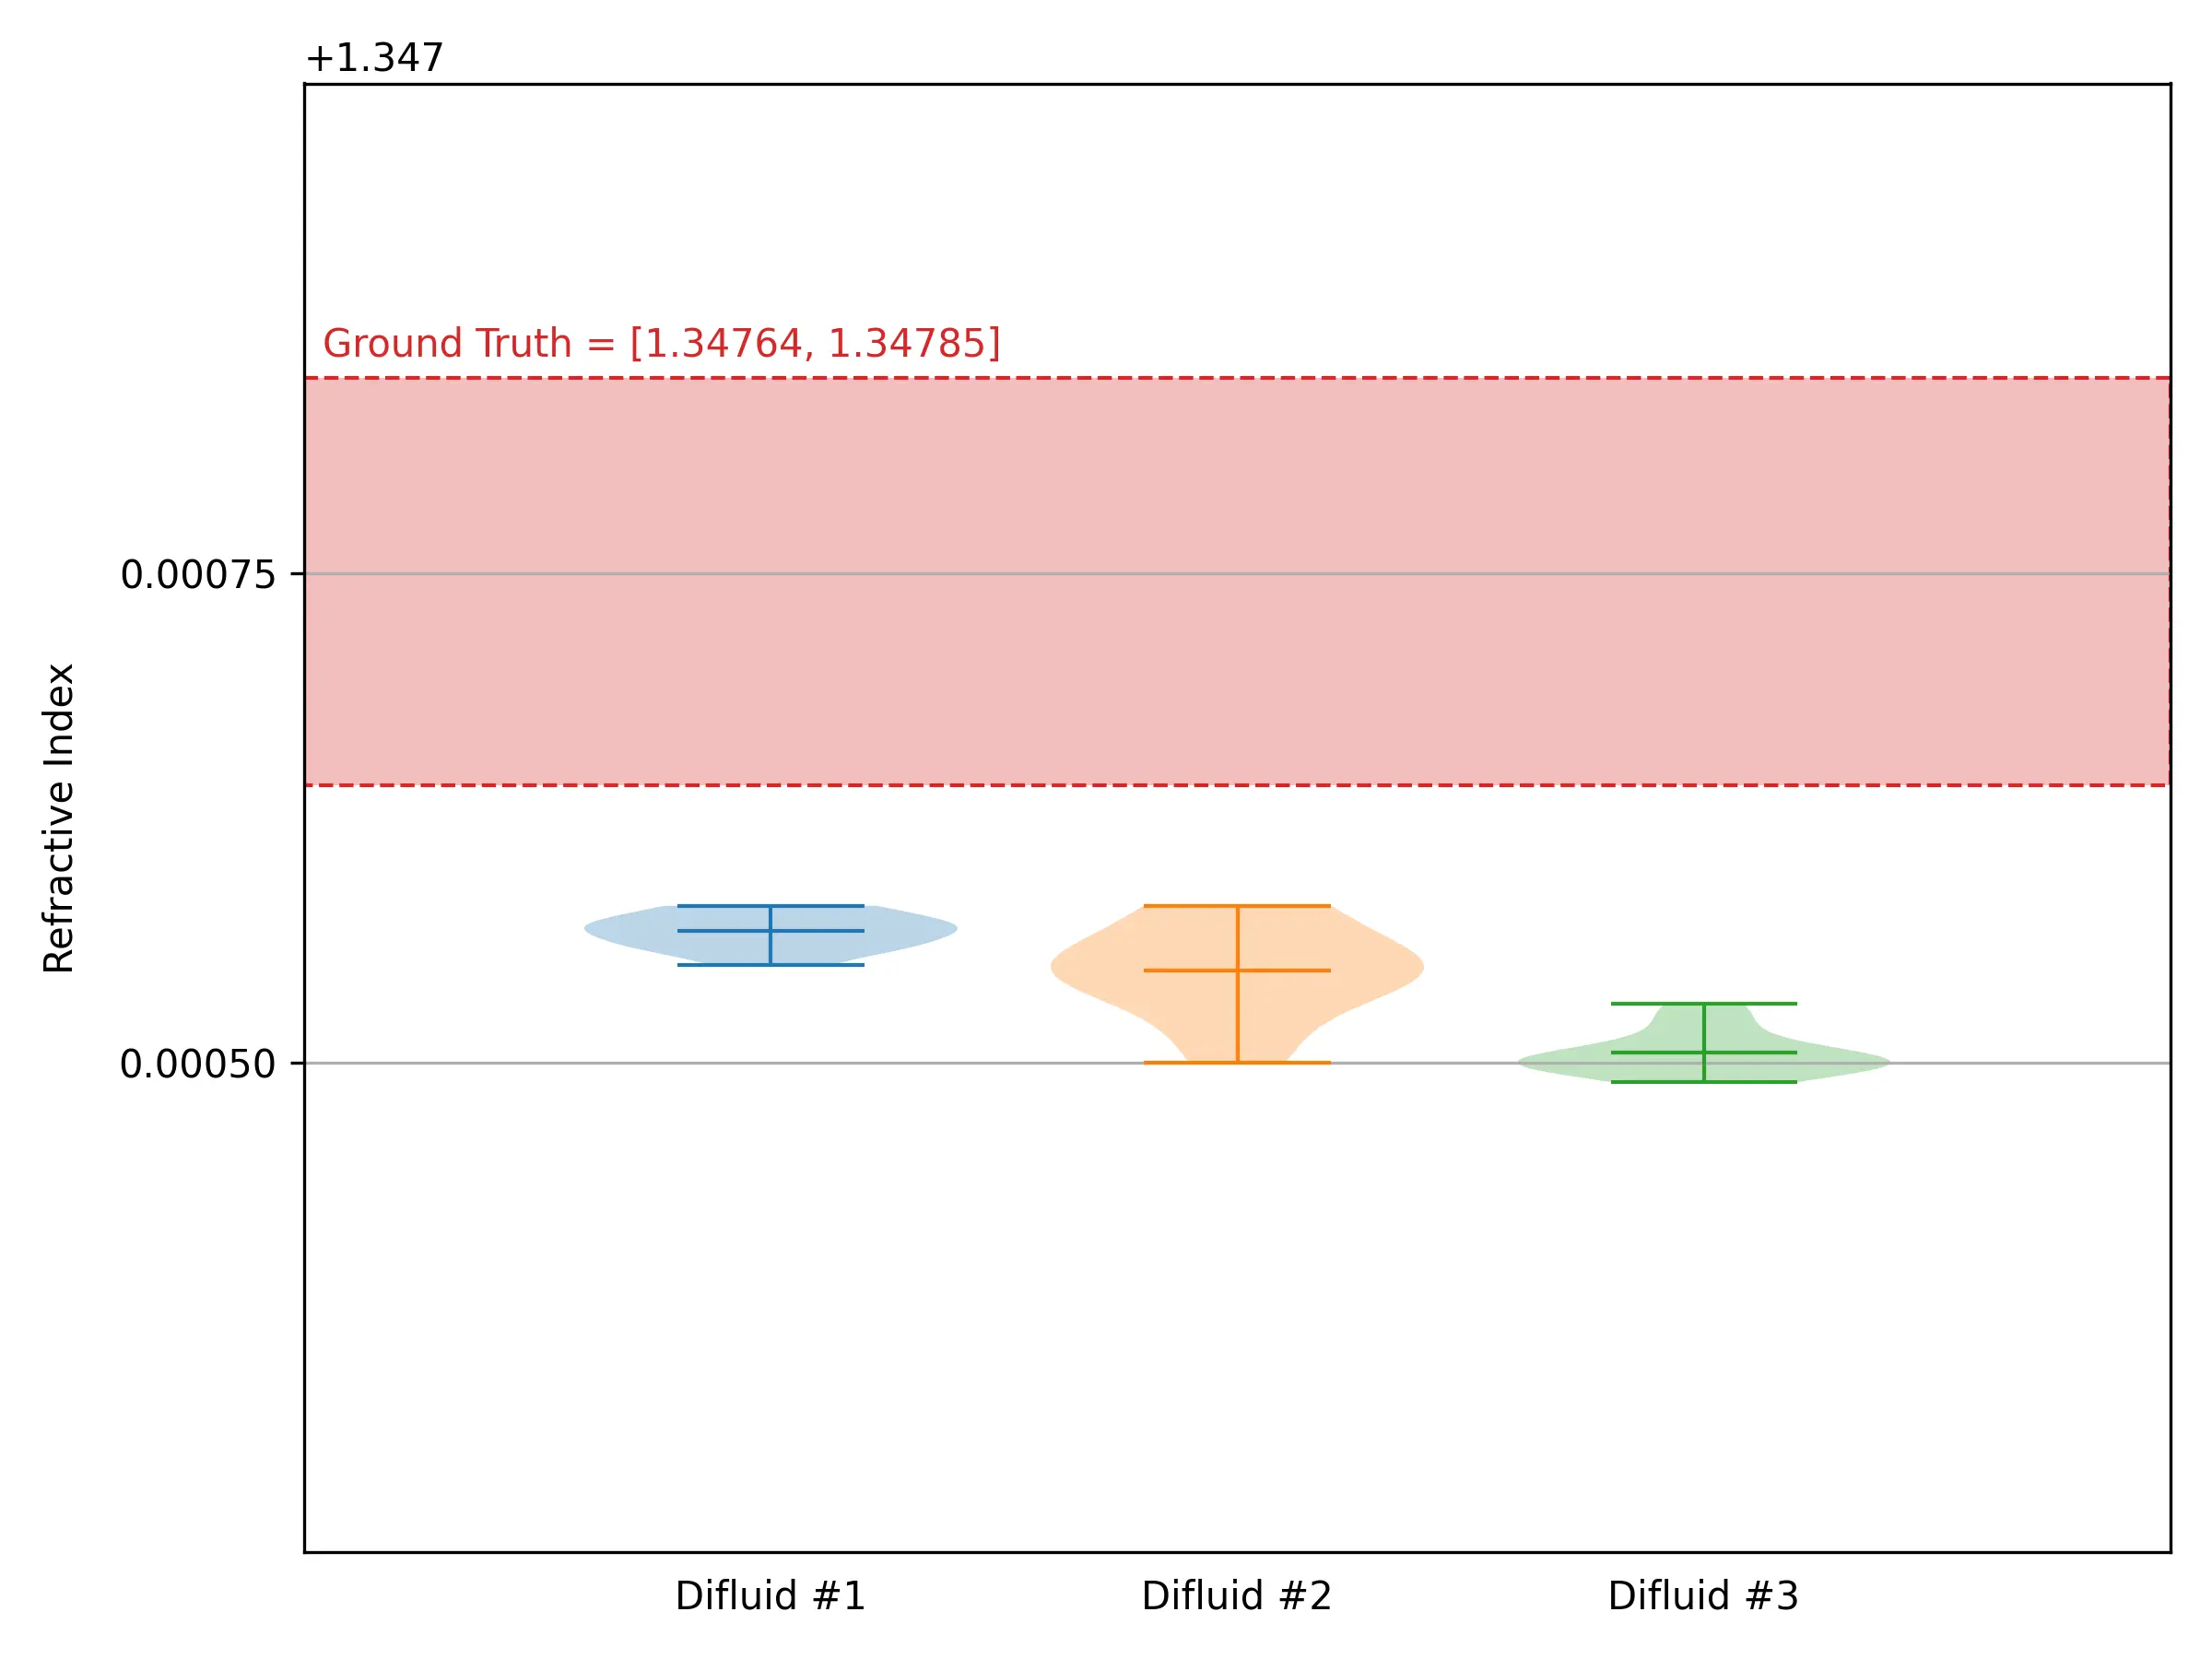 +1.347
Ground Truth = [1.34764, 1.34785]
0.00075
0.00050
Refractive Index
Difluid #1
Difluid #2
Difluid #3